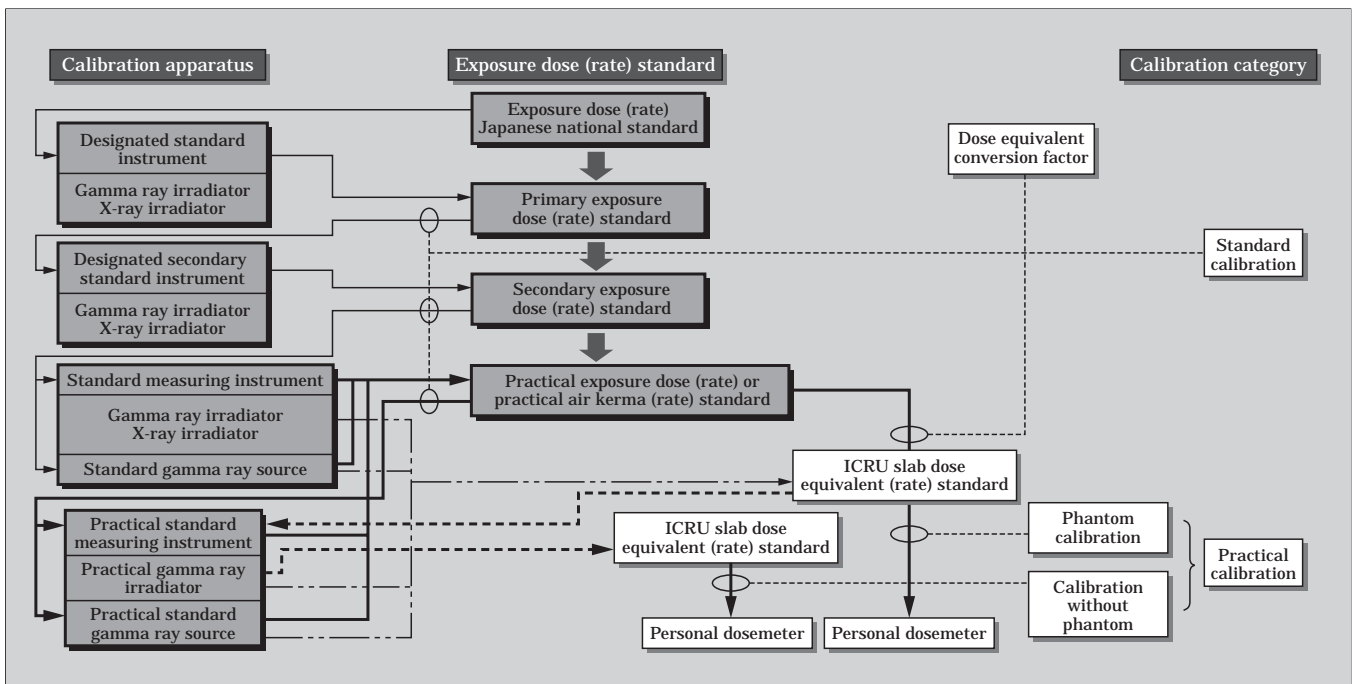 Calibration apparatus
Exposure dose (rate) standard
Calibration category
Exposure dose (rate)
Japanese national standard
Designated standard
instrument
Gamma ray irradiator
X-ray irradiator
Dose equivalent
conversion factor
Primary exposure
dose (rate) standard
Standard
calibration
Designated secondary
standard instrument
Gamma ray irradiator
X-ray irradiator
Secondary exposure
dose (rate) standard
Standard measuring instrument
Gamma ray irradiator
X-ray irradiator
Standard gamma ray source
Practical exposure dose (rate) or
practical air kerma (rate) standard
ICRU slab dose
equivalent (rate) standard
Practical standard
measuring instrument
Practical gamma ray
irradiator
Practical standard
gamma ray source
ICRU slab dose
equivalent (rate) standard
Phantom
calibration
Practical
calibration
Calibration
without
phantom
Personal dosemeter
Personal dosemeter